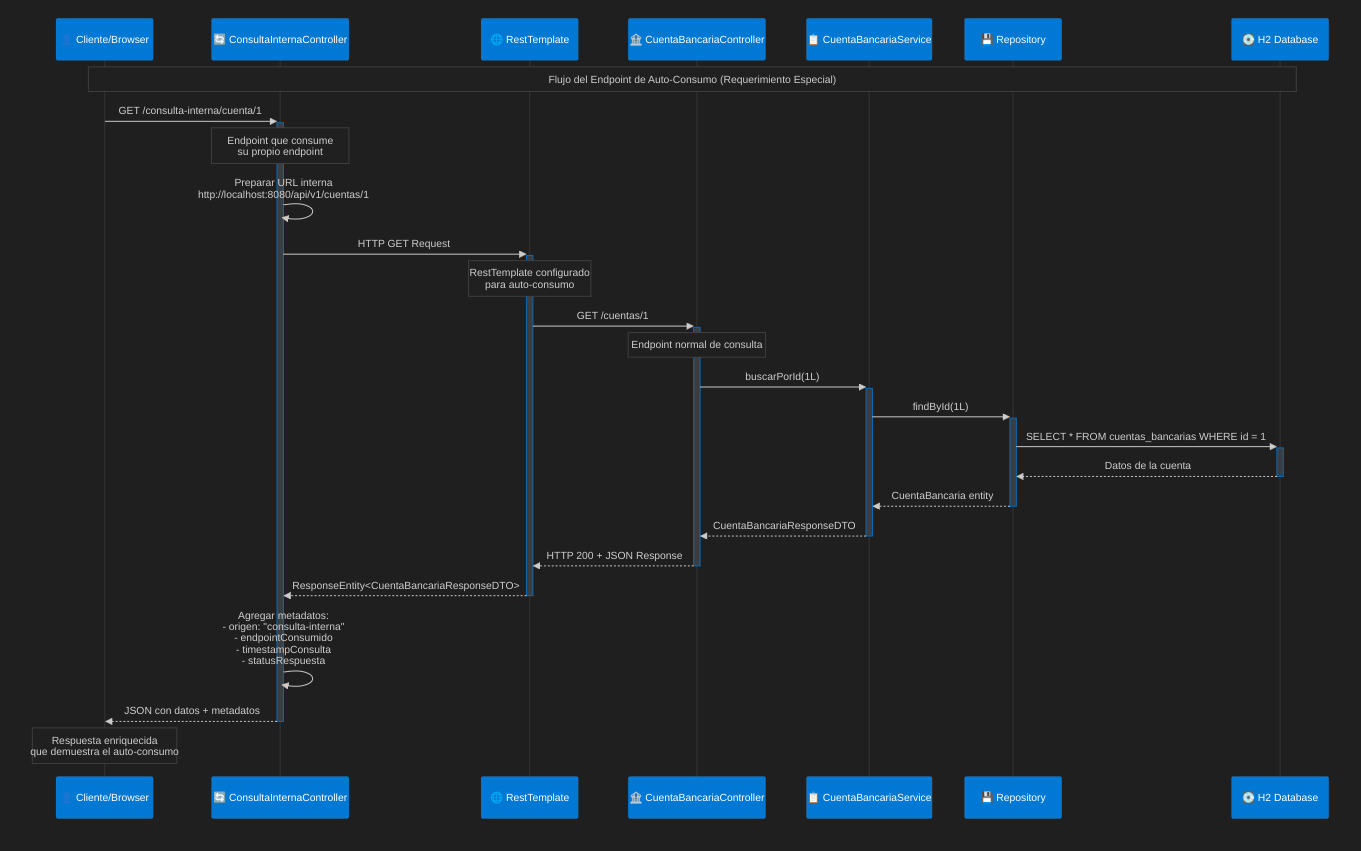 👤 Cliente/Browser
🔄 ConsultaInternaController
🌐 RestTemplate
🏦 CuentaBancariaController
📋 CuentaBancariaService
💾 Repository
💽 H2 Database
Flujo del Endpoint de Auto-Consumo (Requerimiento Especial)
GET /consulta-interna/cuenta/1
Endpoint que consume
su propio endpoint
Preparar URL interna
http://localhost:8080/api/v1/cuentas/1
HTTP GET Request
RestTemplate configurado
para auto-consumo
GET /cuentas/1
Endpoint normal de consulta
buscarPorId(1L)
findById(1L)
SELECT * FROM cuentas_bancarias WHERE id = 1
Datos de la cuenta
CuentaBancaria entity
CuentaBancariaResponseDTO
HTTP 200 + JSON Response
ResponseEntity<CuentaBancariaResponseDTO>
Agregar metadatos:
- origen: "consulta-interna"
- endpointConsumido
- timestampConsulta
- statusRespuesta
JSON con datos + metadatos
Respuesta enriquecida
que demuestra el auto-consumo
👤 Cliente/Browser
🔄 ConsultaInternaController
🌐 RestTemplate
🏦 CuentaBancariaController
📋 CuentaBancariaService
💾 Repository
💽 H2 Database